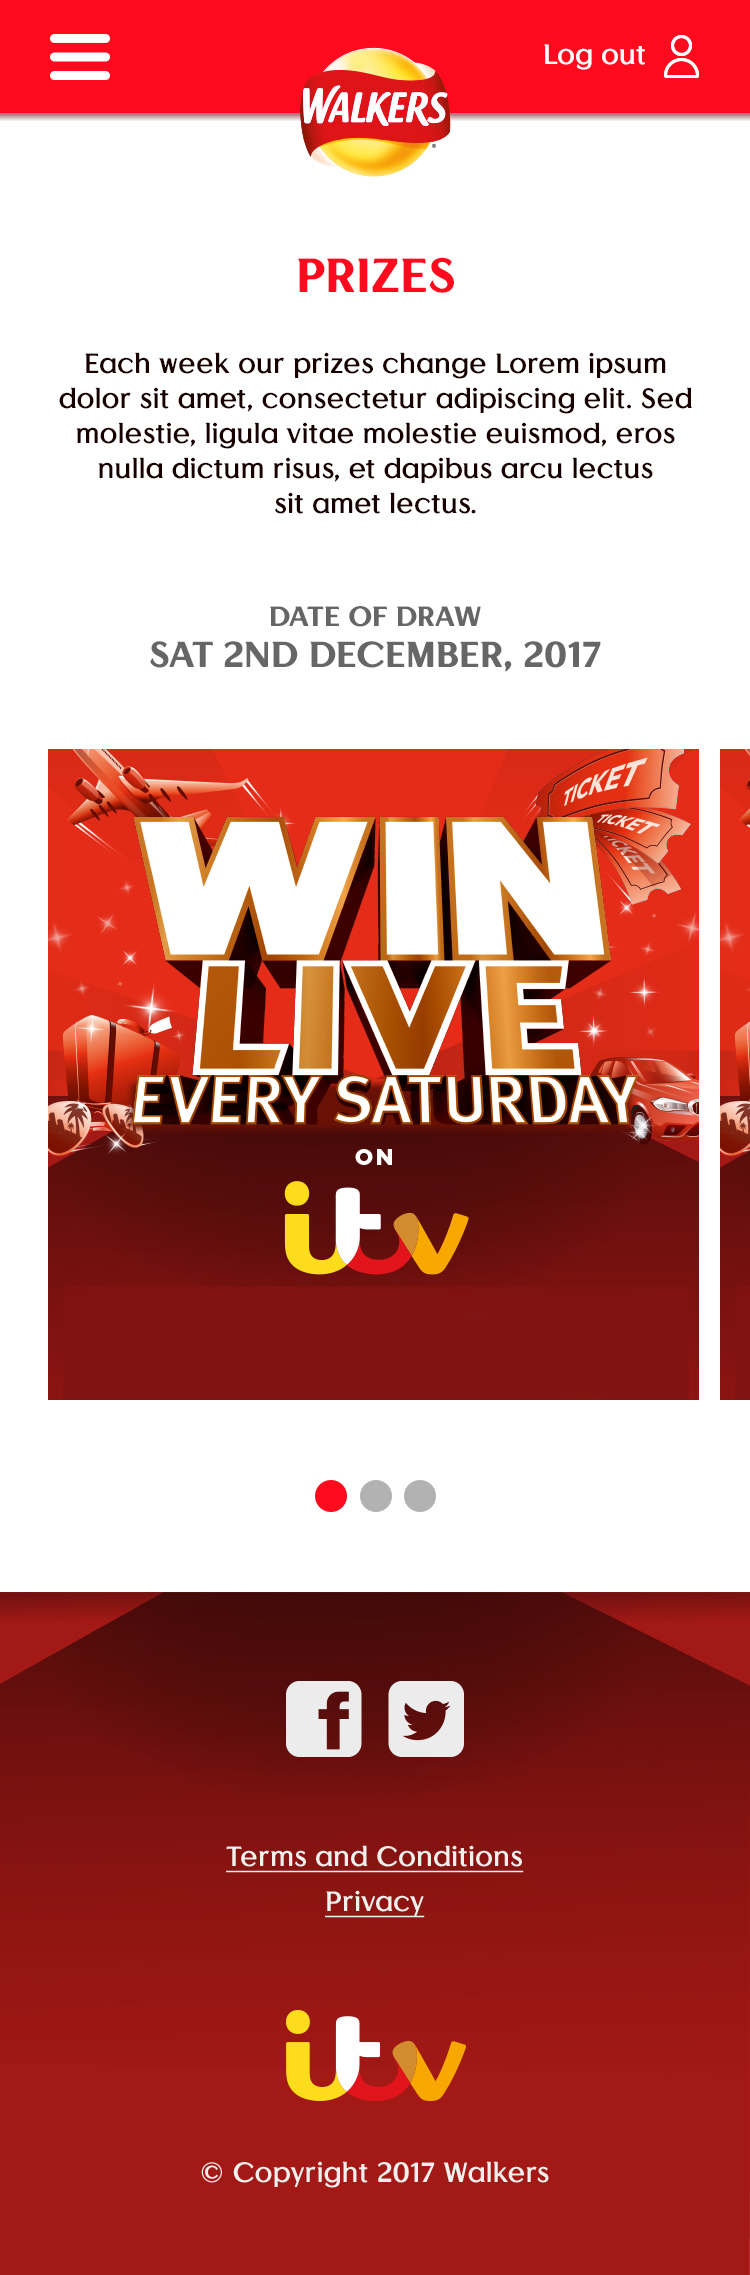 Log out
WALKERS
PRIZES
Each week our prizes change Lorem ipsum
dolor sit amet, consectetur adipiscing elit. Sed
molestie, ligula vitae molestie euismod, eros
nulla dictum risus, et dapibus arcu lectus
sit amet lectus.
DATE OF DRAW
SAT 2ND DECEMBER, 2017
TICKET
TICKET
TICKET
WIN
LIVE
EVERY SATURDAY
ON
itv
f
Terms and Conditions
Privacy
itv
© Copyright 2017 Walkers